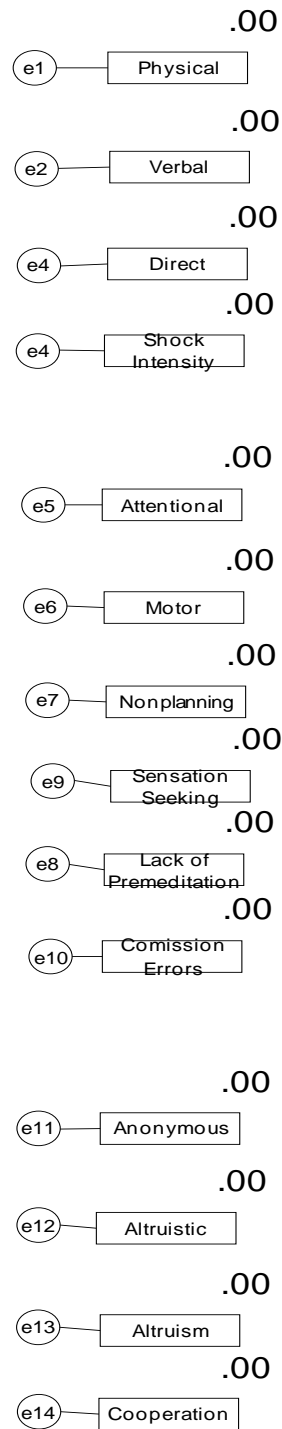 .00
e1 Physical
.00
e2 Verbal
.00
e4 Direct
.00
e4 Shock
Intensity
.00
e5 Attentional
.00
e6 Motor
.00
e7 Nonplanning
.00
e9 Sensation
Seeking
.00
e8 Lack of
Premeditation
.00
e10 Comission
Errors
.00
e11 Anonymous
.00
e12 Altruistic
.00
e13 Altruism
.00
e14 Cooperation